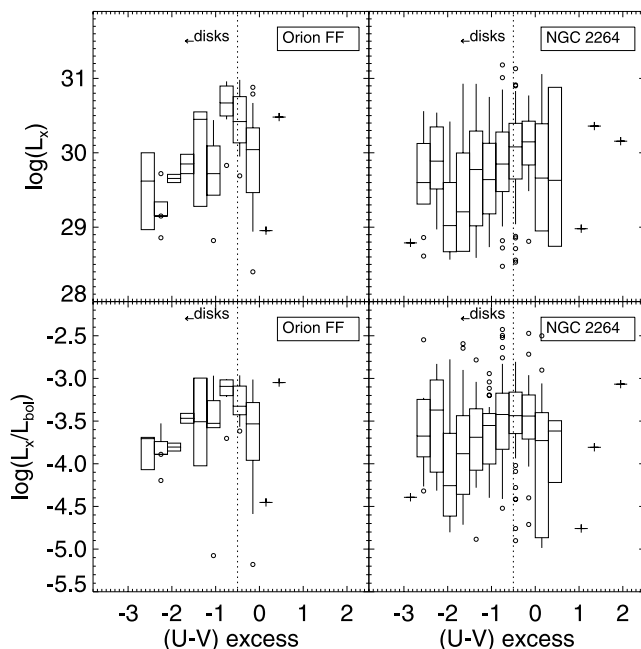 ←disks
Orion FF
←disks
NGC 2264
log(Lx)
31
30
29
28
←disks
Orion FF
←disks
NGC 2264
log(Lx/Lbol)
-2.5
-3.0
-3.5
-4.0
-4.5
-5.0
-5.5
-3 -2 -1 0 1 2
-3 -2 -1 0 1 2
(U-V) excess
(U-V) excess